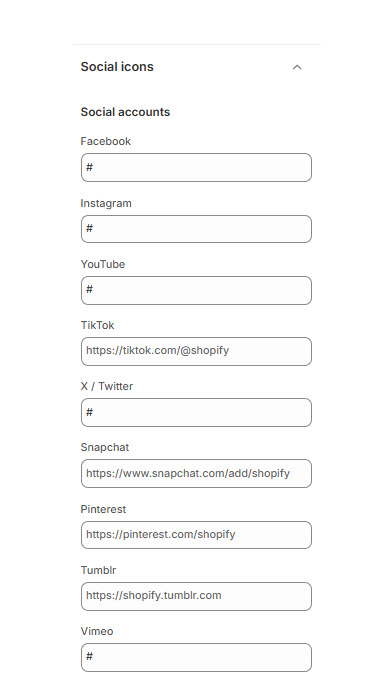 Social icons
Social accounts
Facebook
#
Instagram
#
YouTube
#
TikTok
https://tiktok.com/@shopify
X / Twitter
#
Snapchat
https://www.snapchat.com/add/shopify
Pinterest
https://pinterest.com/shopify
Tumblr
https://shopify.tumblr.com
Vimeo
#